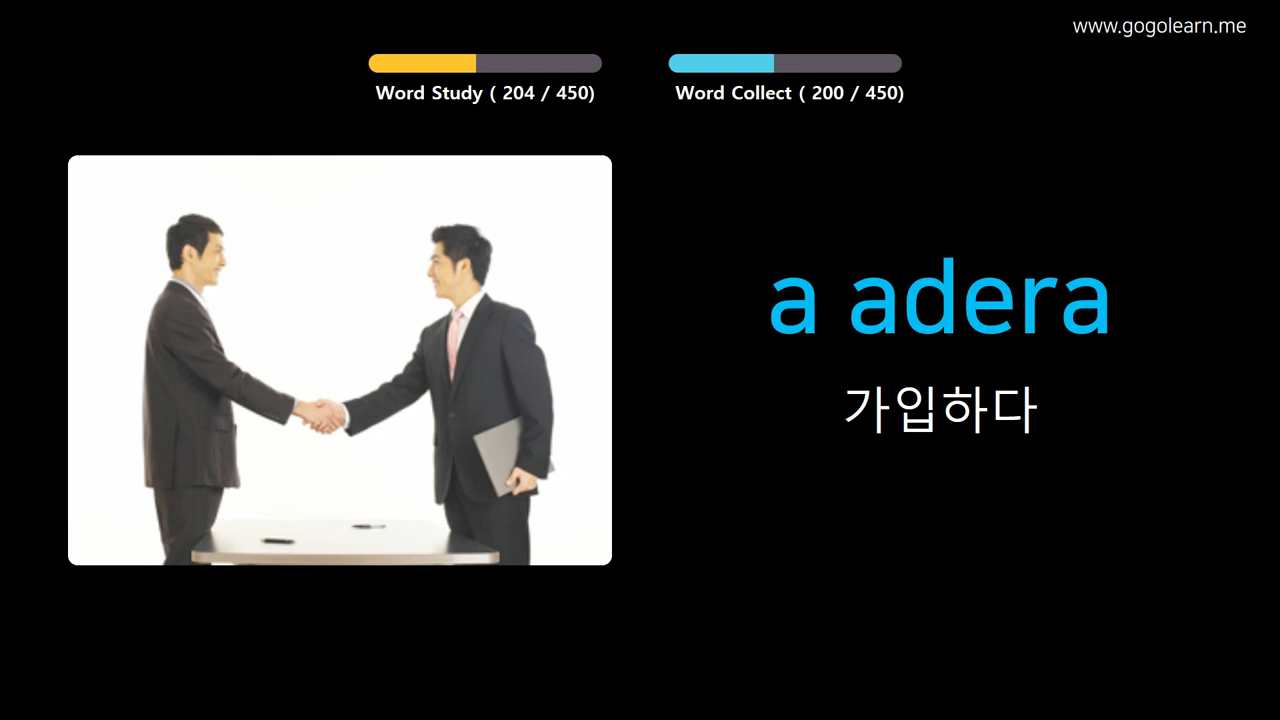 www.gogolearn.me
Word Study ( 204 / 450)
Word Collect ( 200 / 450)
a adera
가입하다